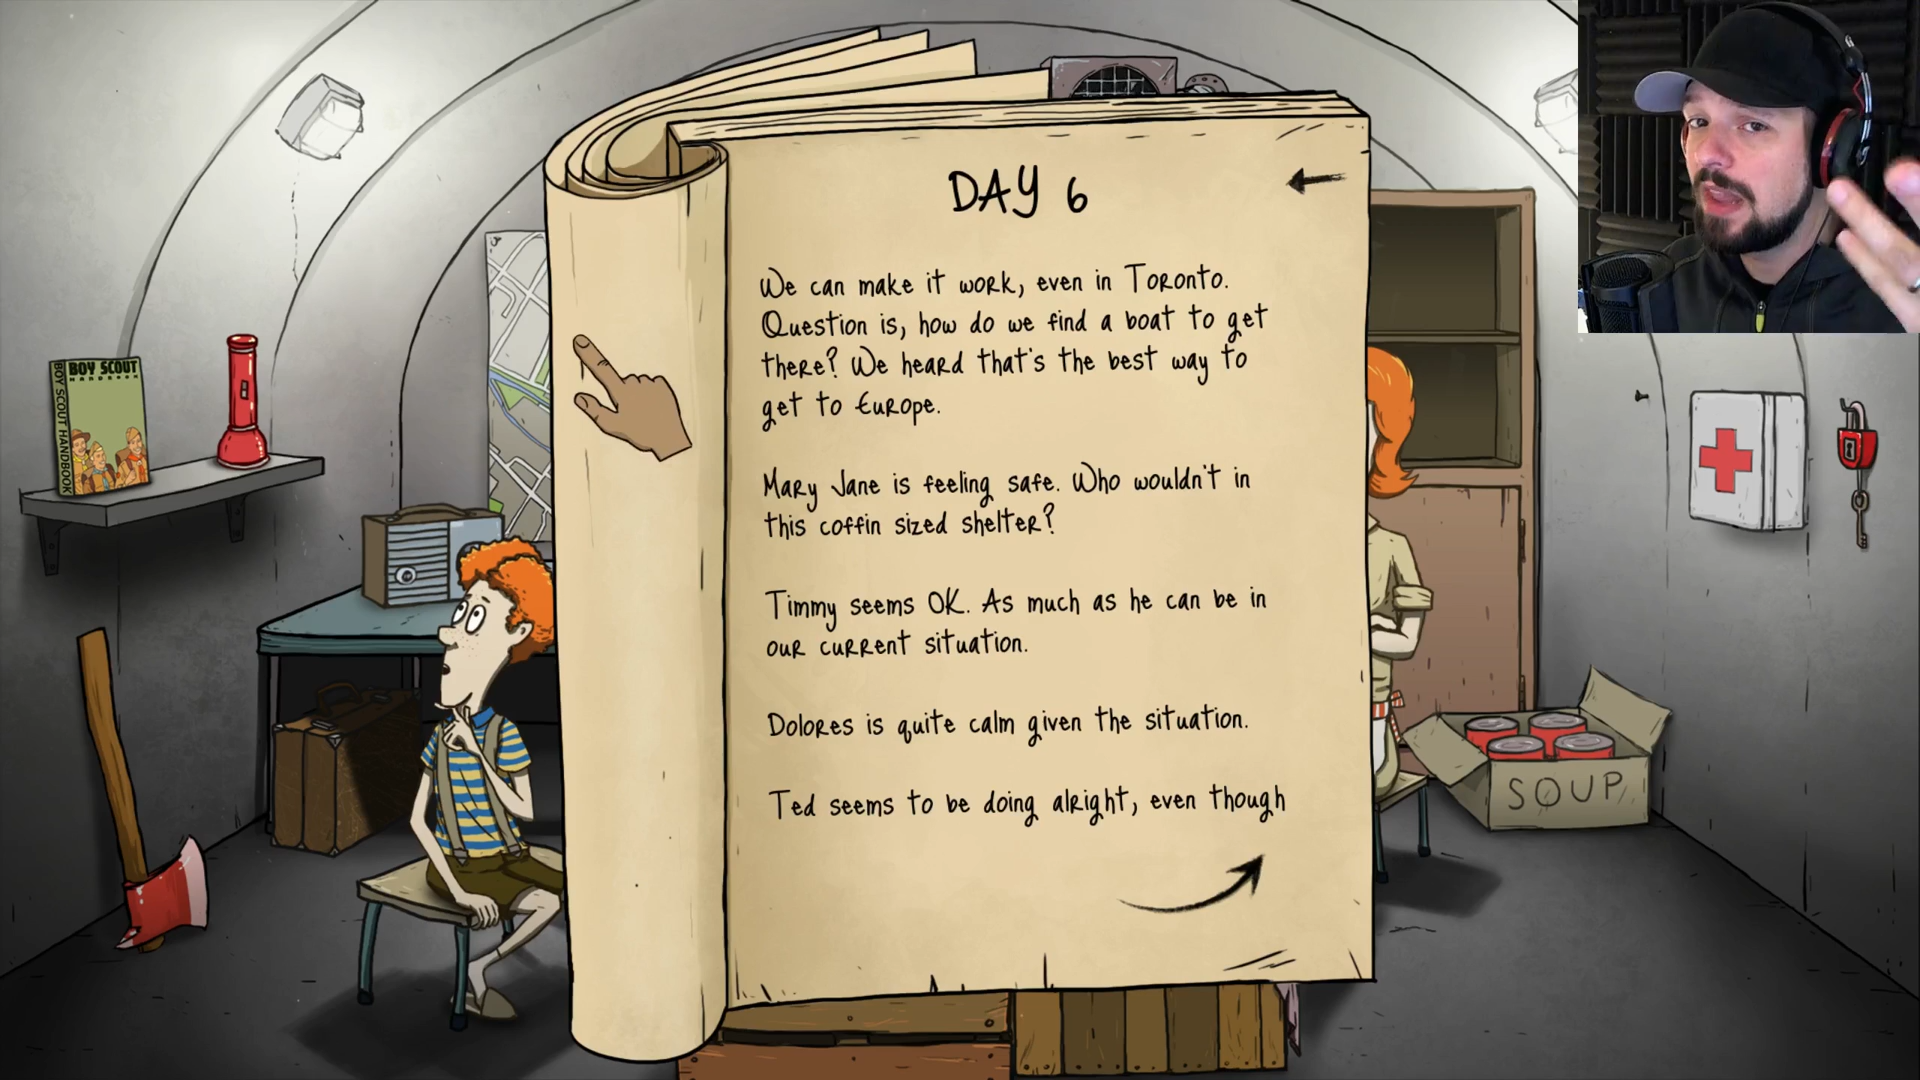 BOY SCOUT
HANDBOOK
BOY SCOUT HANDBOOK
DAY 6
We can make it work, even in Toronto.
Question is, how do we find a boat to get
there? We heard that's the best way to
get to Europe.
Mary Jane is feeling safe. Who wouldn't in
this coffin sized shelter?
Timmy seems OK. As much as he can be in
our current situation.
Dolores is quite calm given the situation.
Ted seems to be doing alright, even though
SOUP